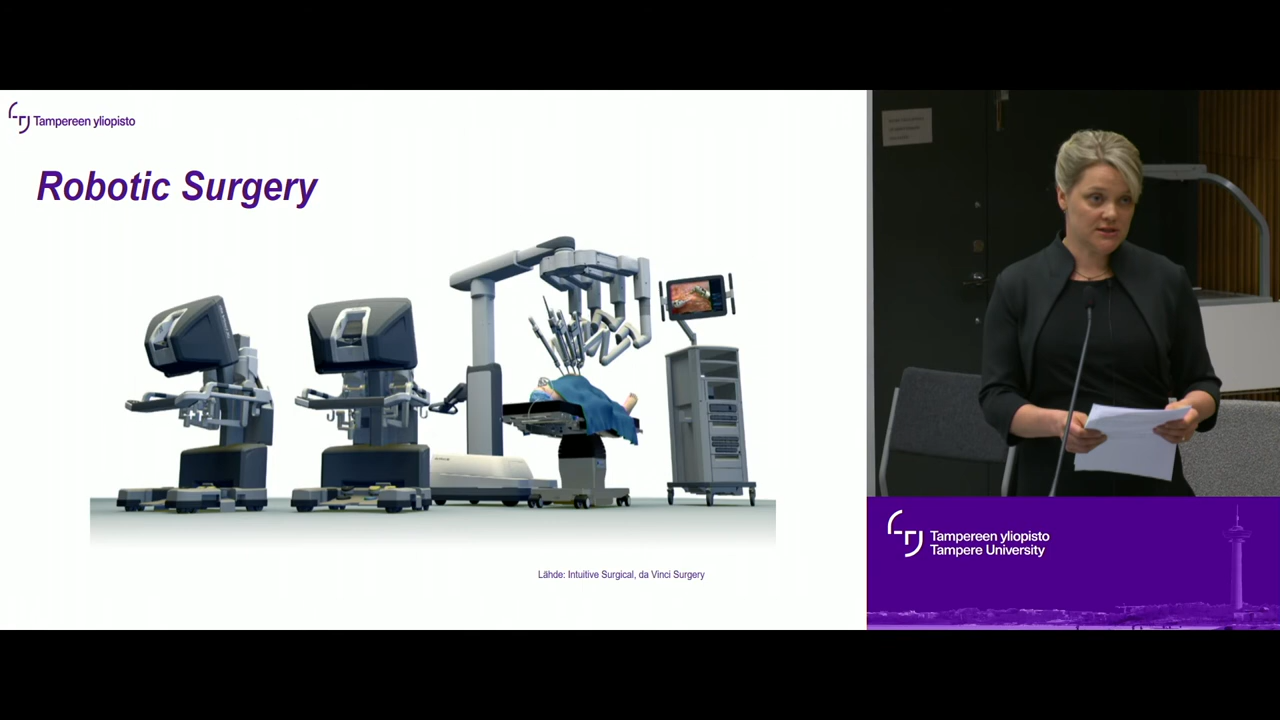 Tampereen yliopisto
Robotic Surgery
Lähde: Intuitive Surgical, da Vinci Surgery
Tampereen yliopisto
Tampere University